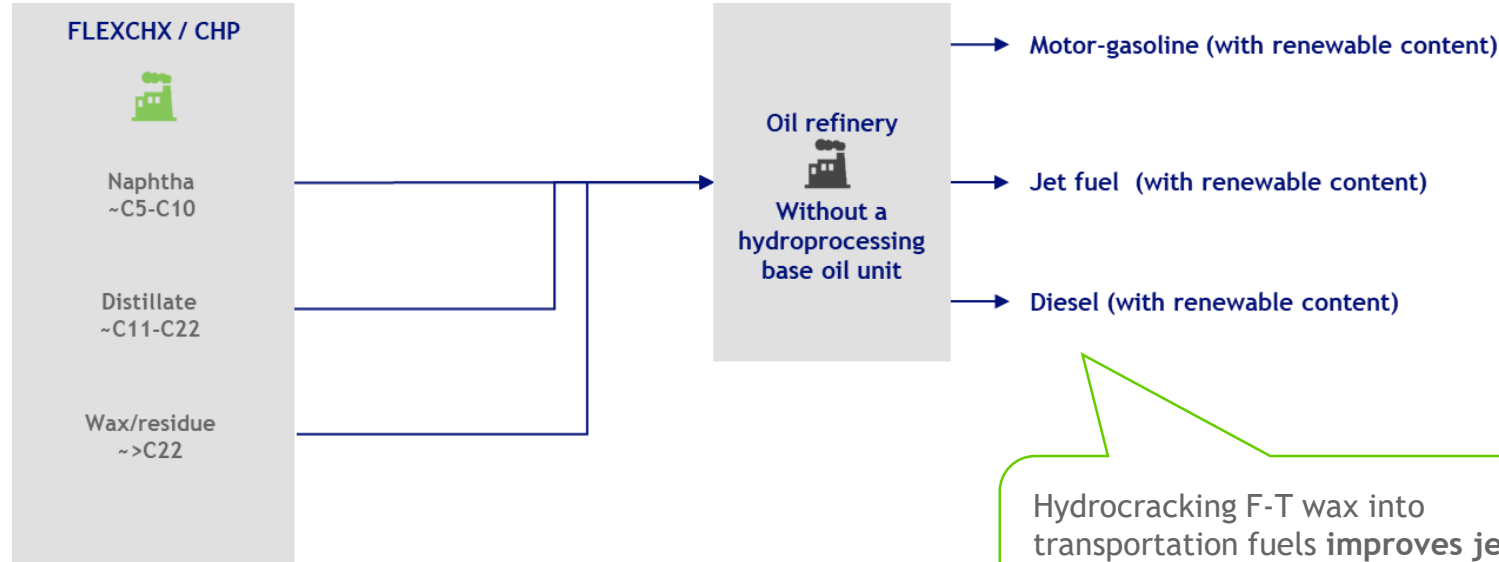 FLEXCHX / CHP
Naphtha
~C5-C10
Distillate
~C11-C22
Wax/residue
~>C22
Oil refinery
Without a
hydroprocessing
base oil unit
Motor-gasoline (with renewable content)
Jet fuel (with renewable content)
Diesel (with renewable content)
Hydrocracking F-T wax into
transportation fuels improves je